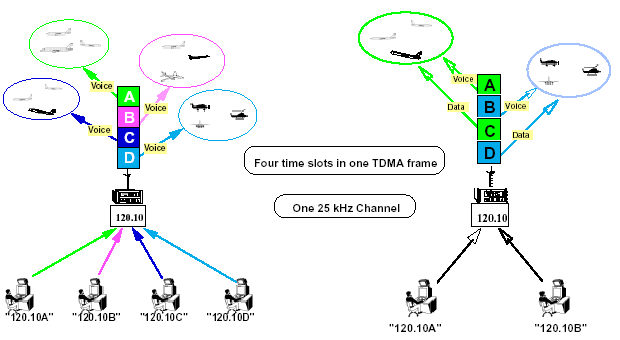 Voice
A
B
C
D
Voice
Voice
Voice
120.10
"120.10A"
"120.10B"
"120.10C"
"120.10D"
Four time slots in one TDMA frame
One 25 kHz Channel
Voice
A
B
C
D
Data
Voice
Data
120.10
"120.10A"
"120.10B"